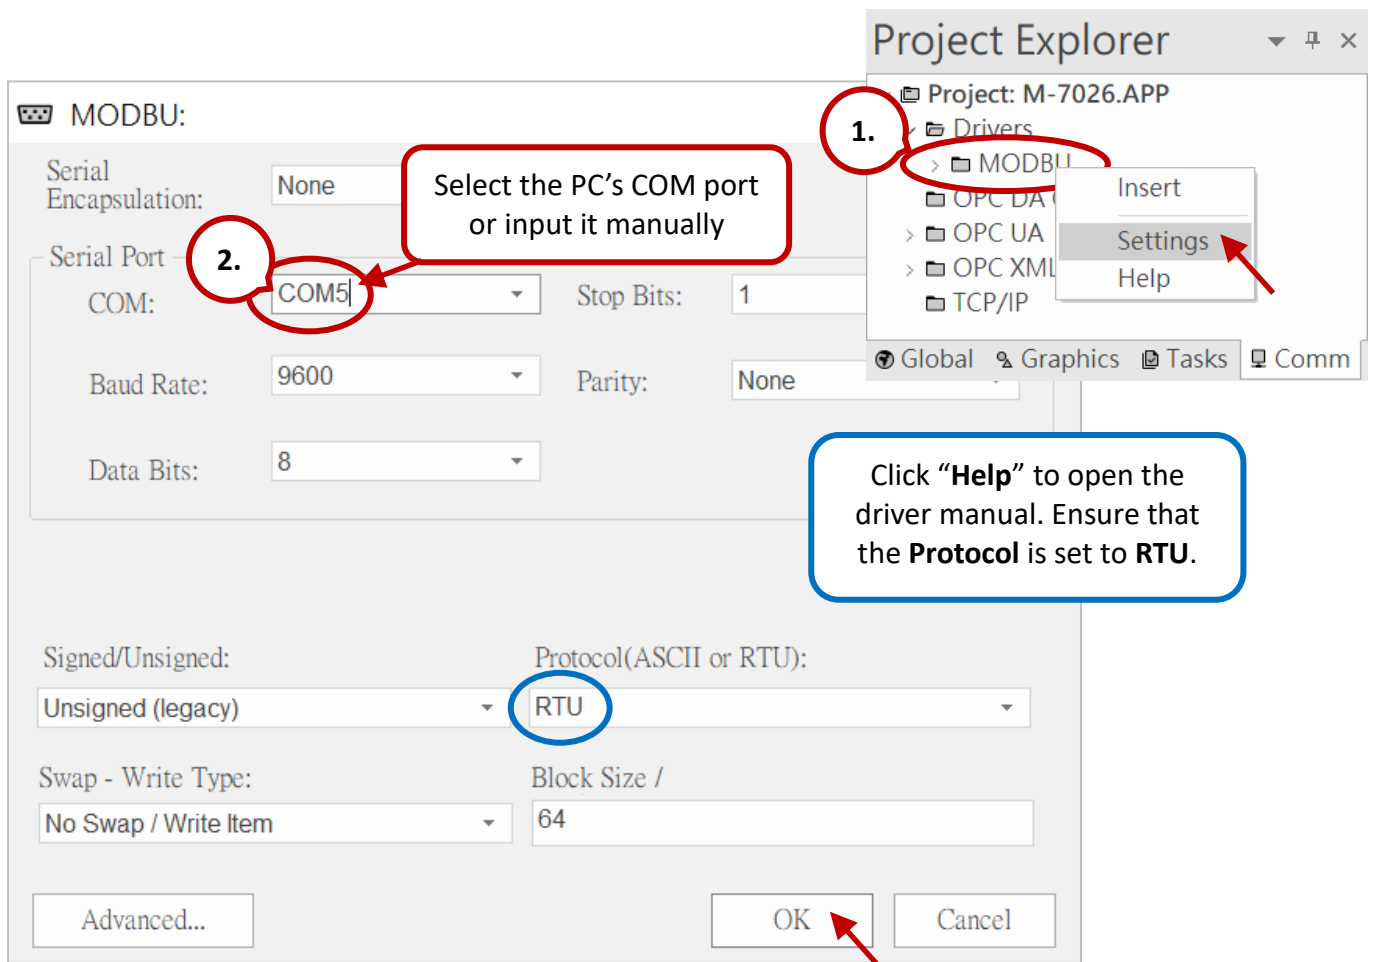 Project Explorer
Project: M-7026.APP
1.
Drivers
MODBU
OPC DA
OPC UA
OPC XML
TCP/IP
Insert
Settings
Help
Global
Graphics
Tasks
Comm
MODBU:
Serial
Encapsulation:
None
Select the PC's COM port
or input it manually
Serial Port
2.
COM:
COM5
Stop Bits:
1
Baud Rate:
9600
Parity:
None
Data Bits:
8
Click “Help” to open the
driver manual. Ensure that
the Protocol is set to RTU.
Signed/Unsigned:
Protocol(ASCII or RTU):
Unsigned (legacy)
RTU
Swap - Write Type:
Block Size /
No Swap / Write Item
64
Advanced...
OK
Cancel